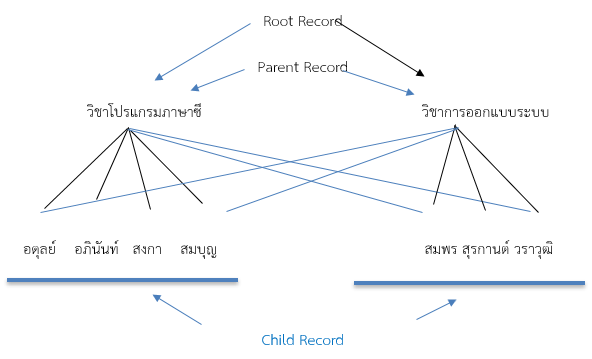 Root Record
Parent Record
วิชาโปรแกรมภาษาซี วิชาการออกแบบระบบ
อตุลย์ อภินันท์ สงกา สมบุญ สมพร สุรกานต์ วราวุฒิ
Child Record